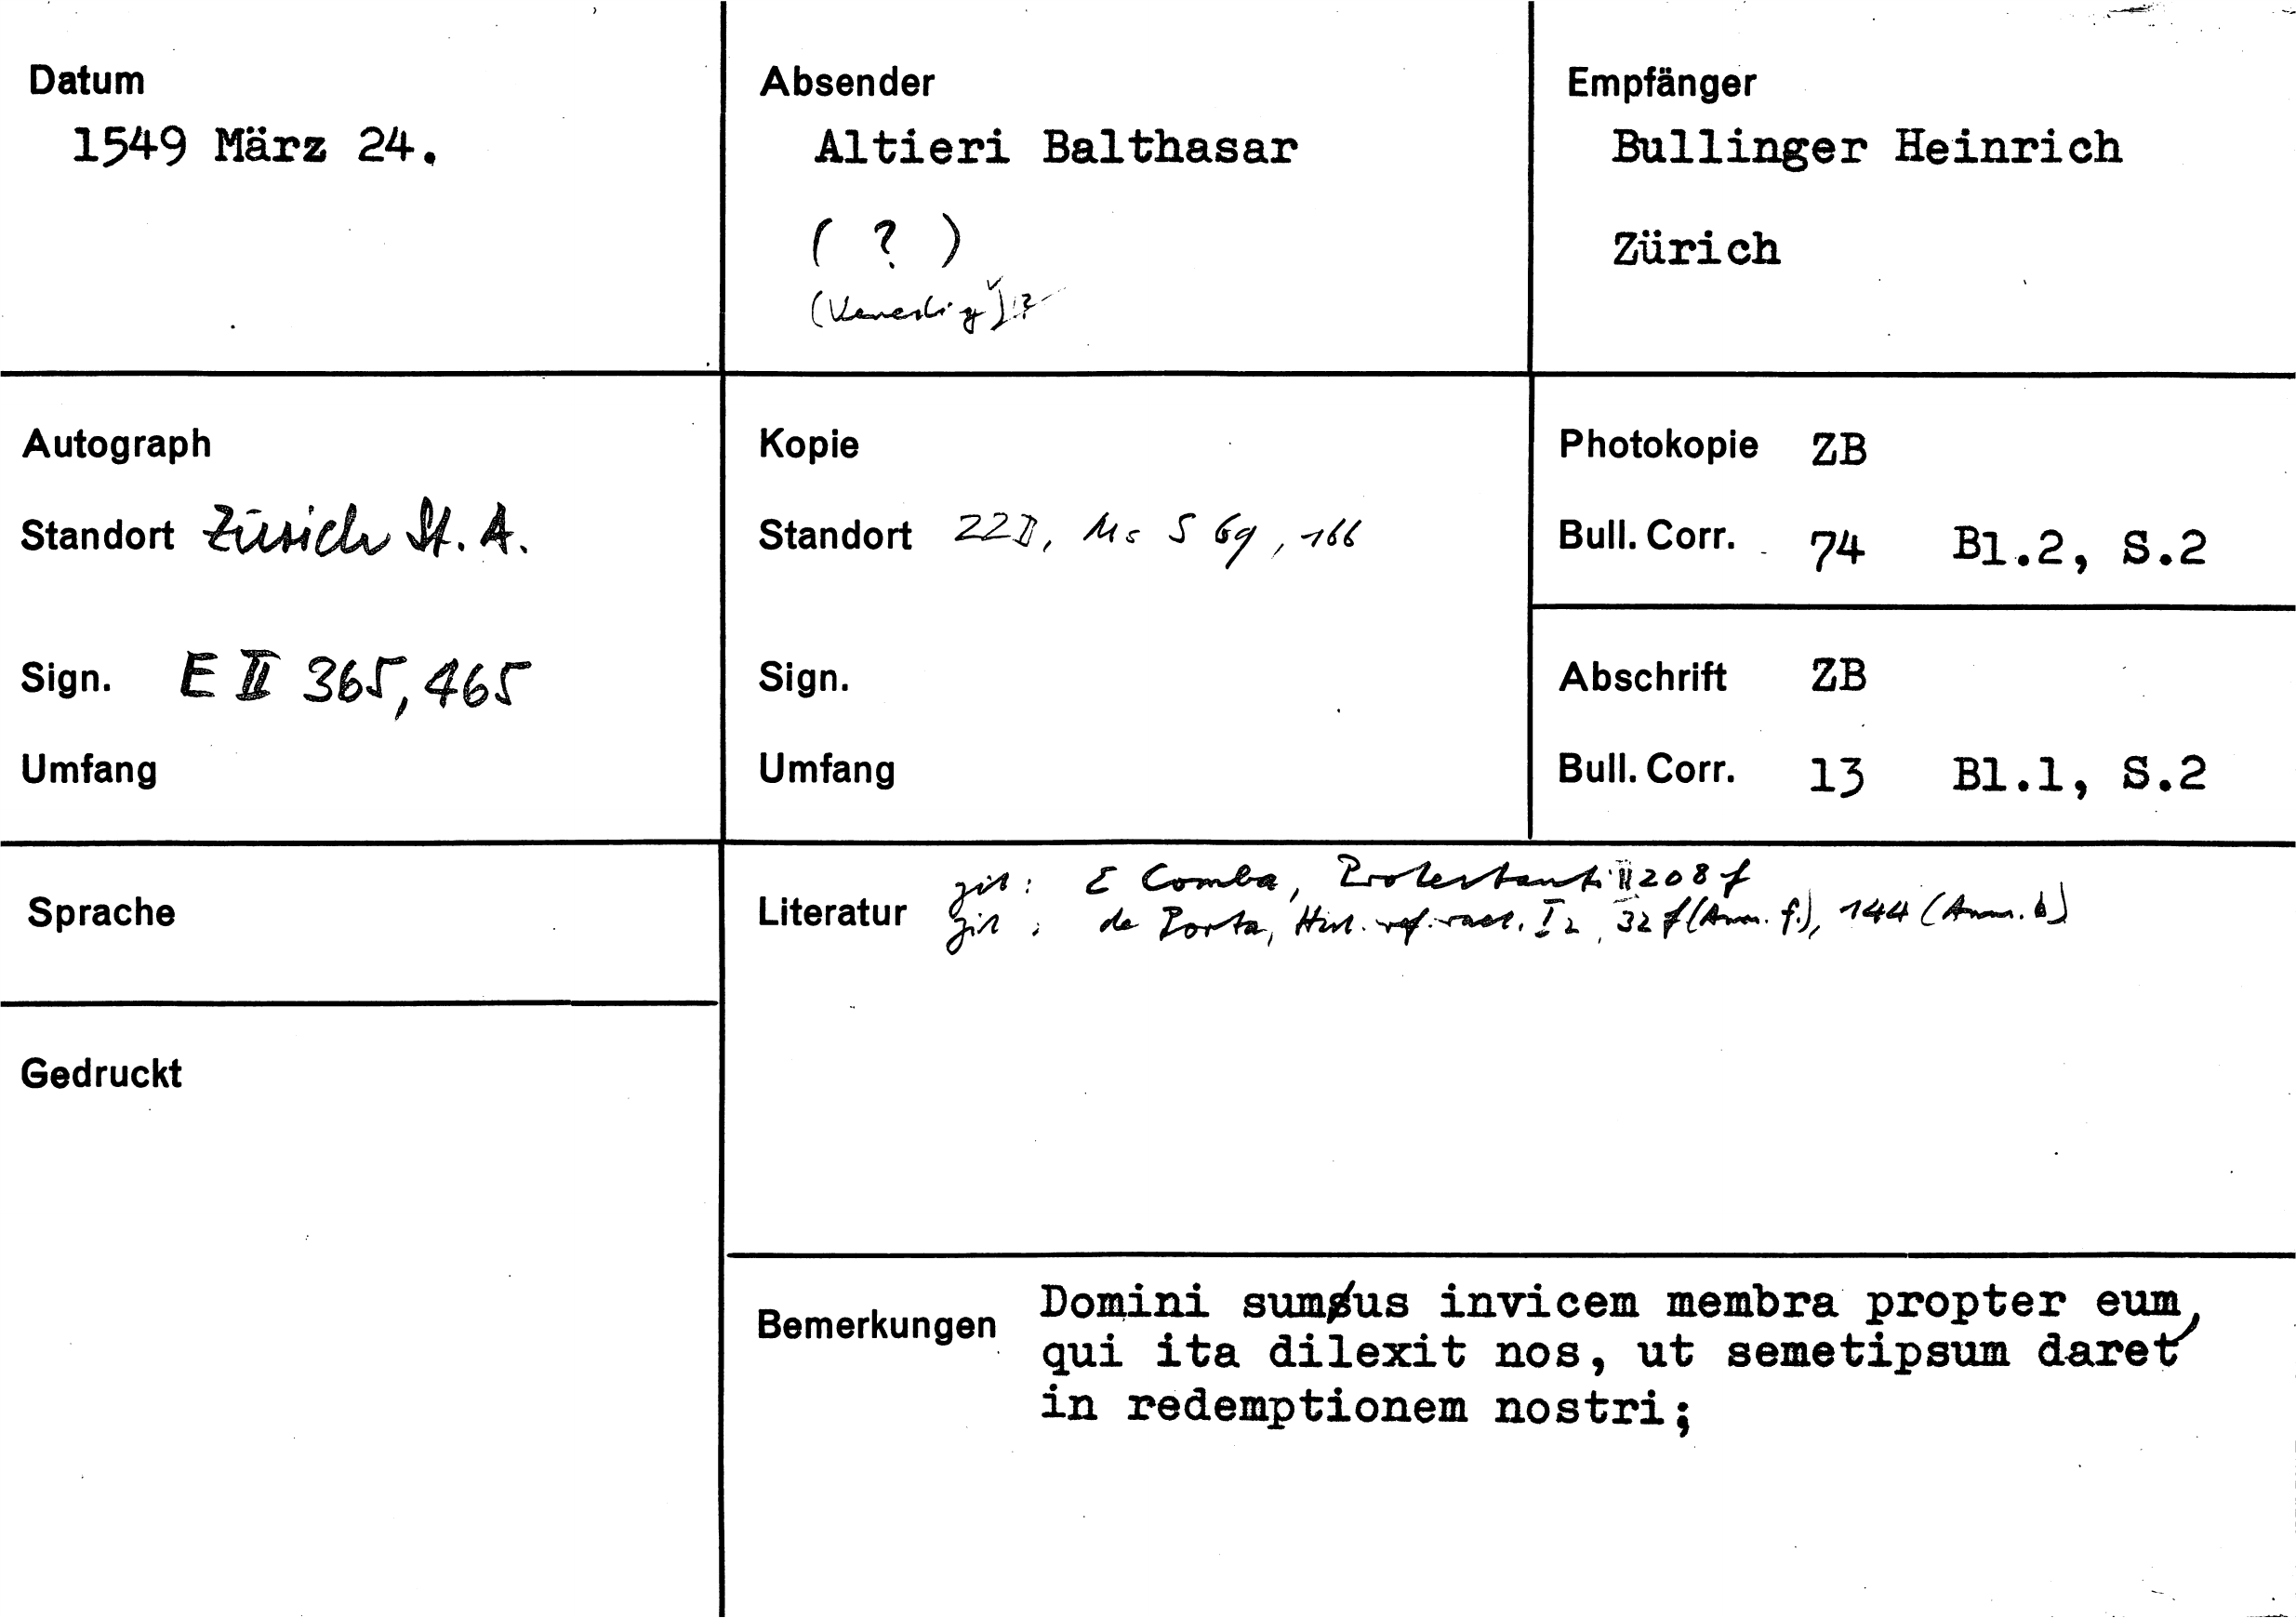 Datum
1549 März 24.
Absender
Altieri Balthasar
( ? )
(Venedig)?
Empfänger
Bullinger Heinrich
Zürich
Autograph
Standort Zürich St. A.
Sign. E II 365, 465
Umfang
Kopie
Standort ZZB, Ms S 69, 166
Sign.
Umfang
Photokopie ZB
Bull. Corr. 74 Bl.2, S.2
Abschrift ZB
Bull. Corr. 13 Bl.1, S.2
Sprache
Gedruckt
Literatur
zit: E Comba, Protestanti II 208 f
zit: de Porta, Hist. ref. raet. I 2, 32 f (Anm. f.), 144 (Anm. b)
Bemerkungen
Domini sumus invicem membra propter eum,
qui ita dilexit nos, ut semetipsum daret
in redemptionem nostri;